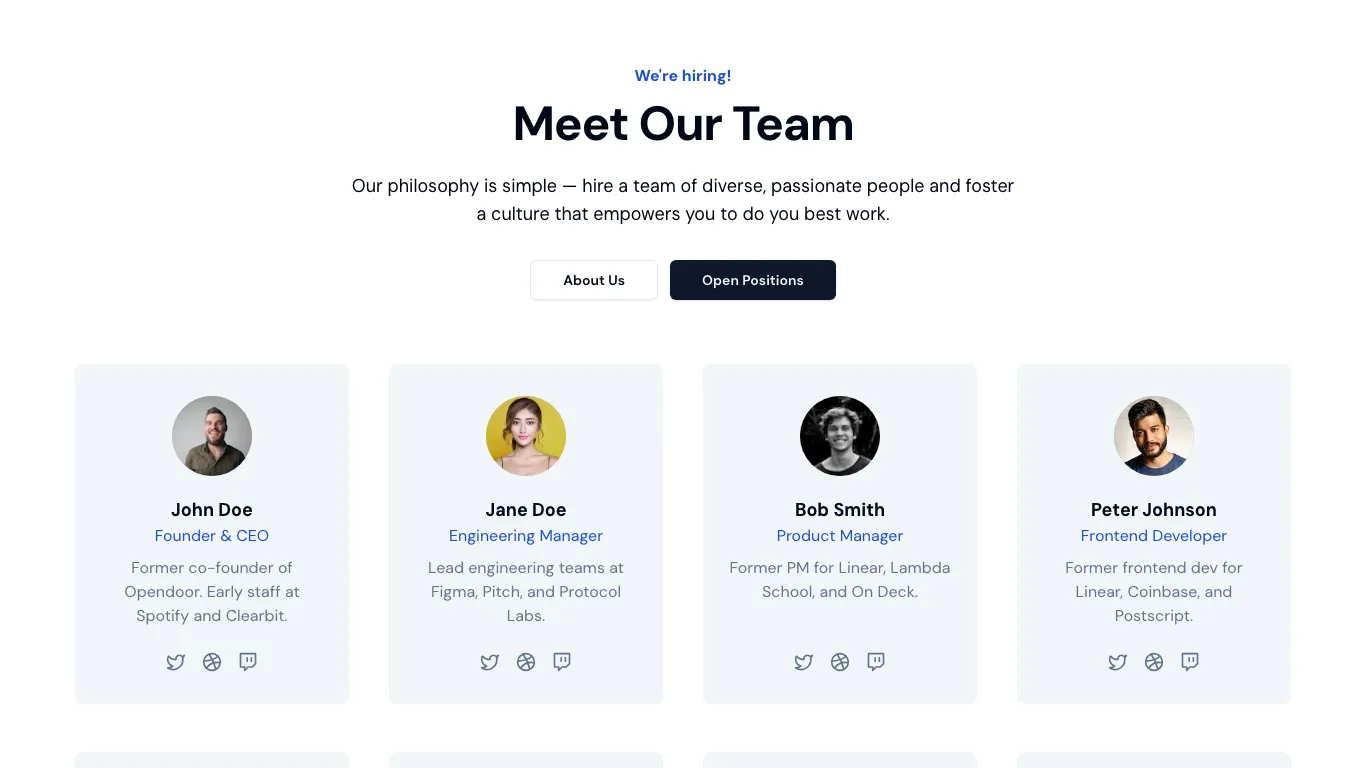 We're hiring!
Meet Our Team
Our philosophy is simple — hire a team of diverse, passionate people and foster
a culture that empowers you to do you best work.
About Us
Open Positions
John Doe
Founder & CEO
Former co-founder of
Opendoor. Early staff at
Spotify and Clearbit.
Jane Doe
Engineering Manager
Lead engineering teams at
Figma, Pitch, and Protocol
Labs.
Bob Smith
Product Manager
Former PM for Linear, Lambda
School, and On Deck.
Peter Johnson
Frontend Developer
Former frontend dev for
Linear, Coinbase, and
Postscript.